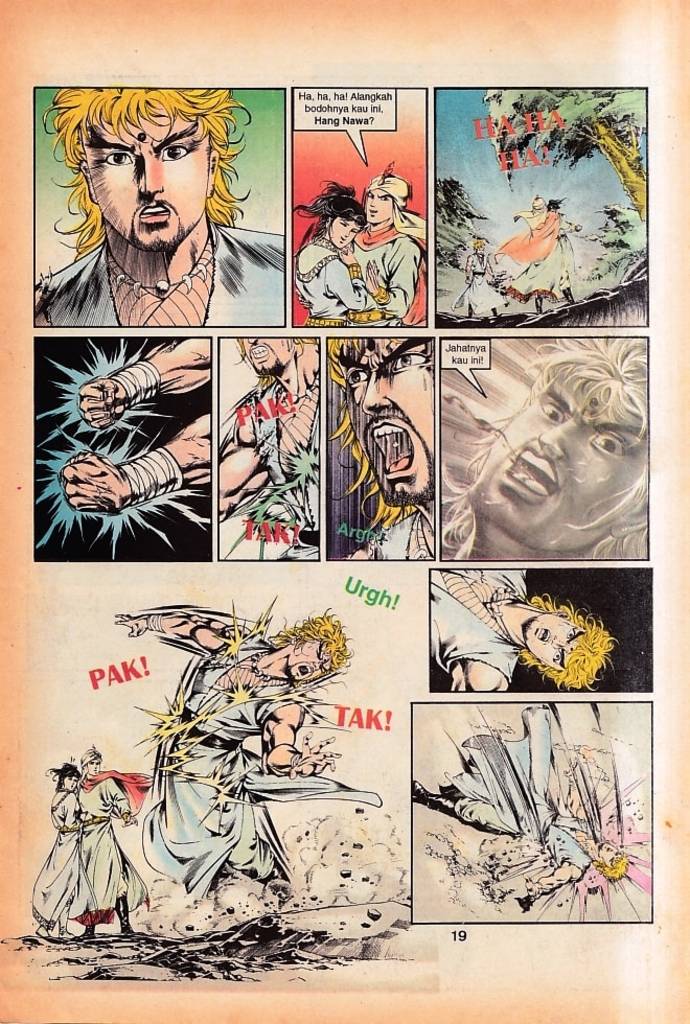 Ha, ha, ha! Alangkah
bodohnya kau ini,
Hang Nawa?
HA HA
HA!
PAK!
TAK!
Argh!
Jahatnya
kau ini!
Urgh!
PAK!
TAK!
19